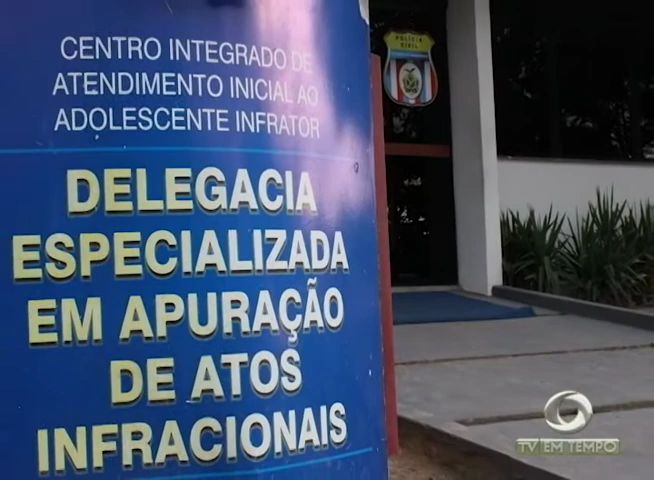 CENTRO INTEGRADO DE
ATENDIMENTO INICIAL AO
ADOLESCENTE INFRATOR
DELEGACIA
ESPECIALIZADA
EM APURAÇÃO
DE ATOS
INFRACIONAIS
POLÍCIA
CIVIL
TV EM TEMPO